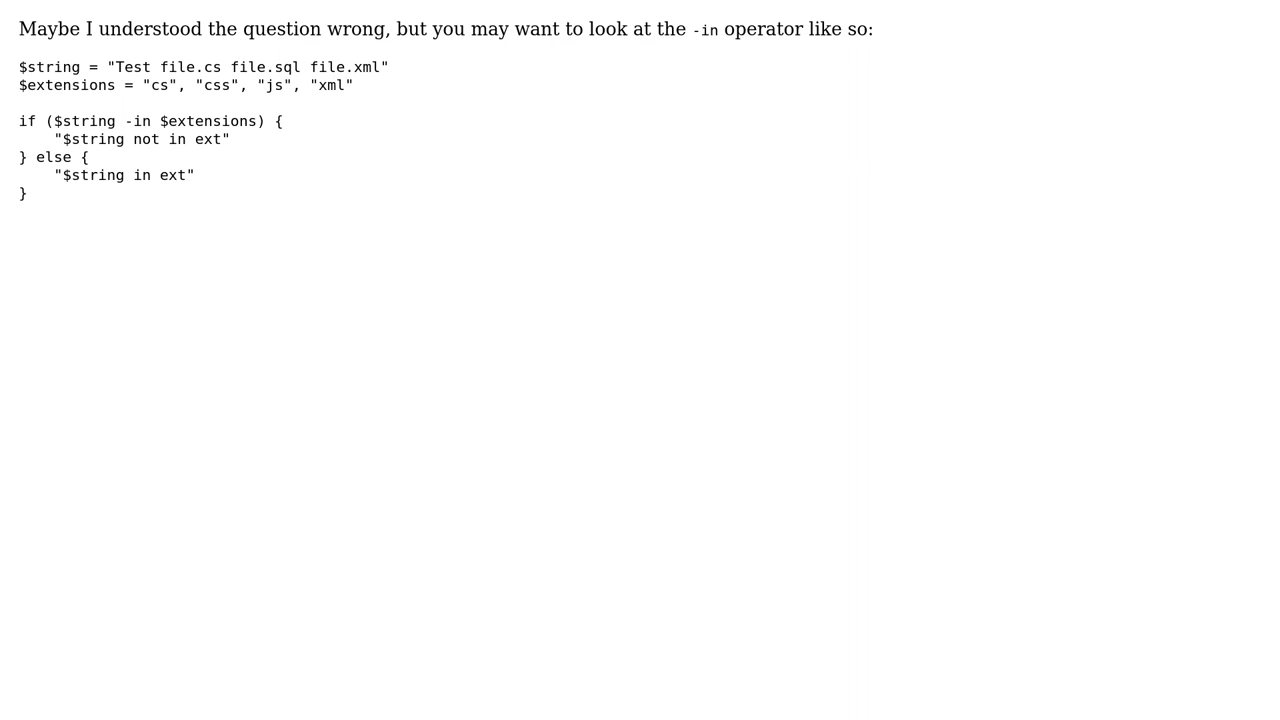 Maybe I understood the question wrong, but you may want to look at the -in operator like so:
$string = "Test file.cs file.sql file.xml"
$extensions = "cs", "css", "js", "xml"
if ($string -in $extensions) {
    "$string not in ext"
} else {
    "$string in ext"
}